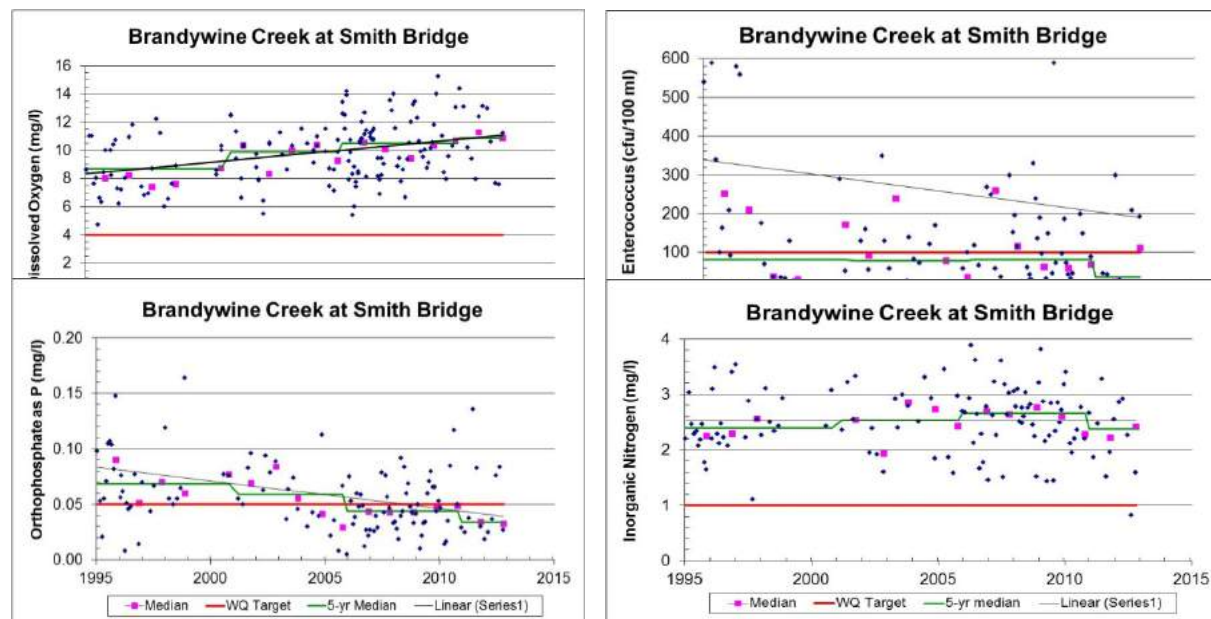 Brandywine Creek at Smith Bridge
Dissolved Oxygen (mg/l)
16
14
12
10
8
6
4
2
Brandywine Creek at Smith Bridge
Enterococcus (cfu/100 ml)
600
500
400
300
200
100
Brandywine Creek at Smith Bridge
Orthophosphate as P (mg/l)
0.20
0.15
0.10
0.05
0.00
1995 2000 2005 2010 2015
Median WQ Target 5-yr Median Linear (Series1)
Brandywine Creek at Smith Bridge
Inorganic Nitrogen (mg/l)
4
3
2
1
0
1995 2000 2005 2010 2015
Median WQ Target 5-yr median Linear (Series1)